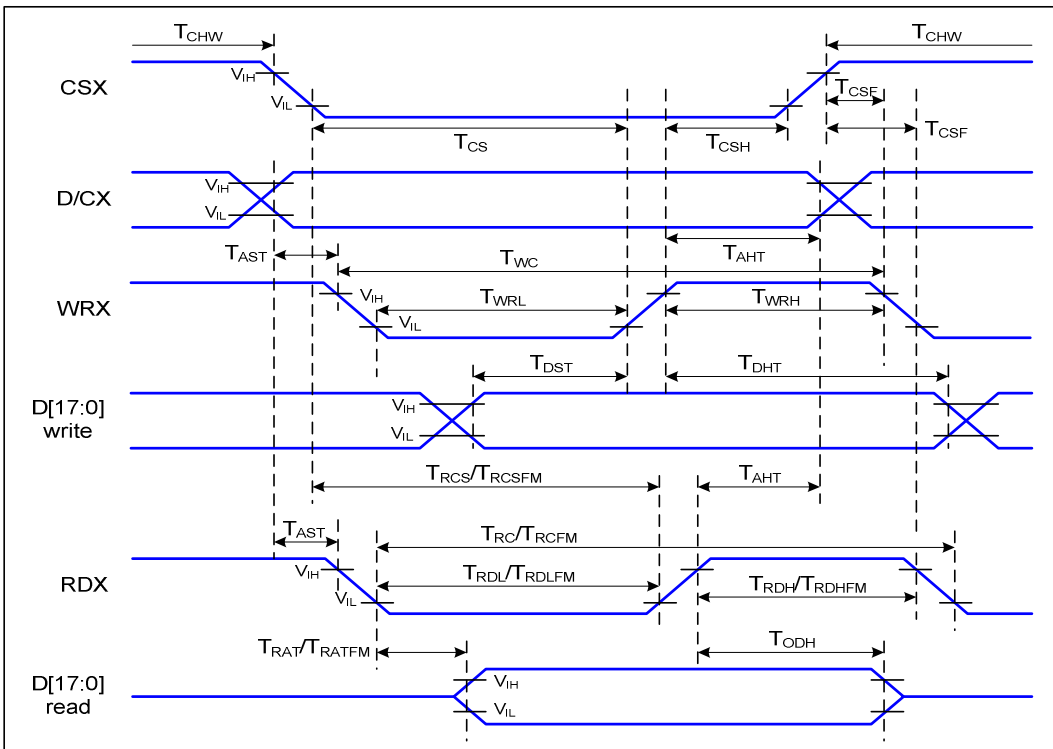 TCHW
TCHW
CSX
VIH
VIL
TCSF
TCSF
TCS
TCSH
D/CX
VIH
VIL
TAST
TWC
TAHT
WRX
VIH
VIL
TWRL
TWRH
TDST
TDHT
D[17:0]
write
VIH
VIL
TRCS/TRCSFM
TAHT
TAST
TRC/TRCFM
RDX
VIH
VIL
TRDL/TRDLFM
TRDH/TRDHFM
TRAT/TRATFM
TODH
D[17:0]
read
VIH
VIL